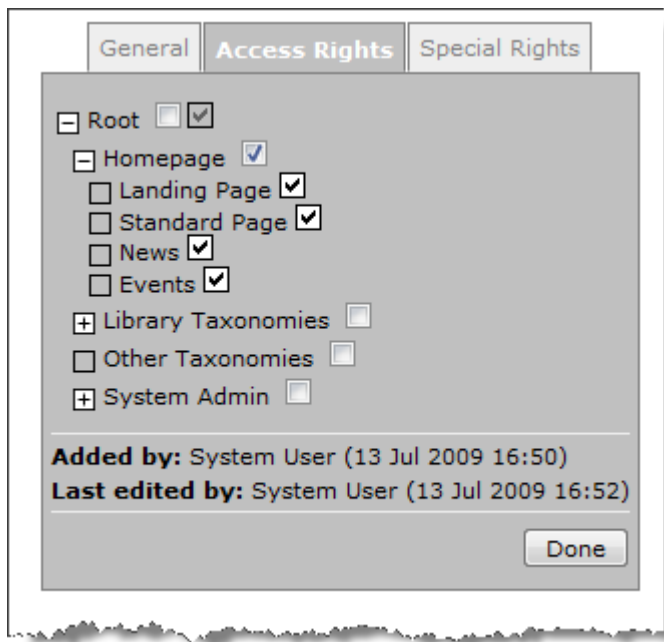 General Access Rights Special Rights
Root
Homepage
Landing Page
Standard Page
News
Events
Library Taxonomies
Other Taxonomies
System Admin
Added by: System User (13 Jul 2009 16:50)
Last edited by: System User (13 Jul 2009 16:52)
Done